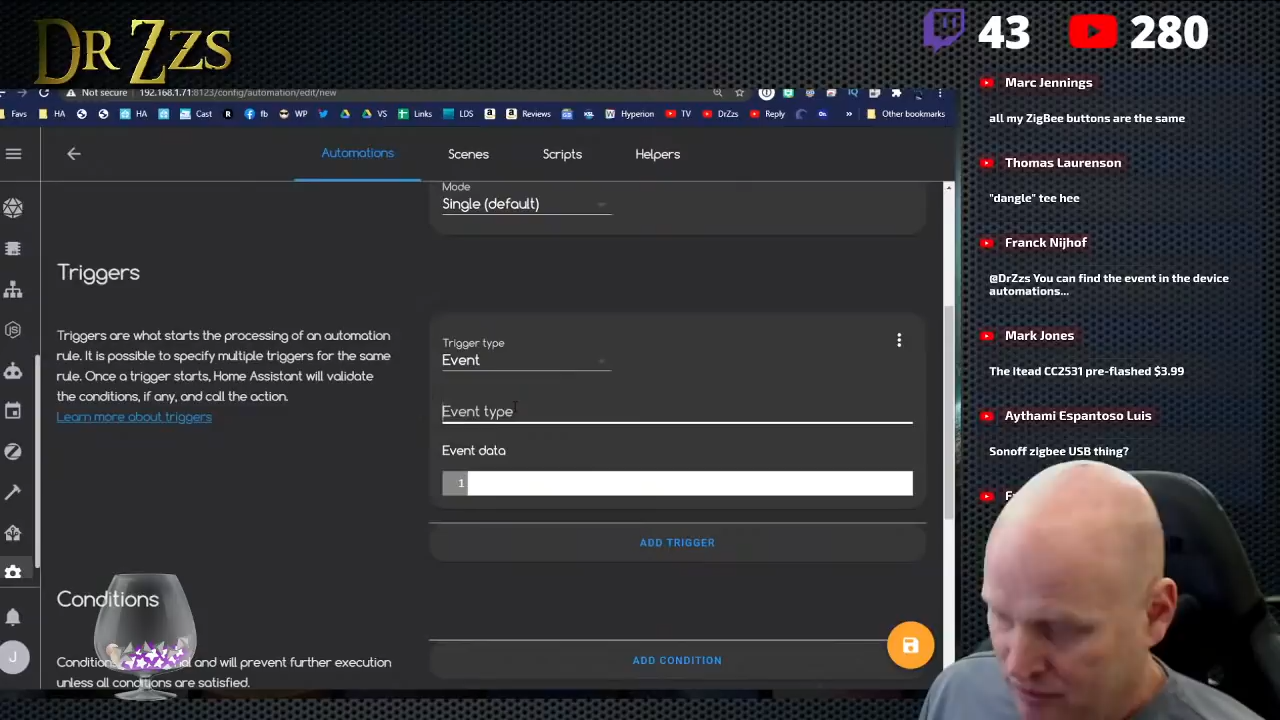 DR ZZS
43
280
Not secure
192.168.1.71:8123/config/automation/edit/new
Favs
HA
HA
Cast
fb
WP
VS
Links
LDS
Reviews
Hyperion
TV
DrZzs
Reply
Other bookmarks
Automations
Scenes
Scripts
Helpers
Mode
Single (default)
Triggers
Triggers are what starts the processing of an automation
rule. It is possible to specify multiple triggers for the same
rule. Once a trigger starts, Home Assistant will validate
the conditions, if any, and call the action.
Learn more about triggers
Trigger type
Event
Event type
Event data
1
ADD TRIGGER
Conditions
and will prevent further execution
unless all conditions are satisfied.
ADD CONDITION
J
Marc Jennings
all my ZigBee buttons are the same
Thomas Laurenson
"dangle" tee hee
Franck Nijhof
@DrZzs You can find the event in the device
automations...
Mark Jones
The Itead CC2531 pre-flashed $3.99
Aythami Espantoso Luis
Sonoff zigbee USB thing?